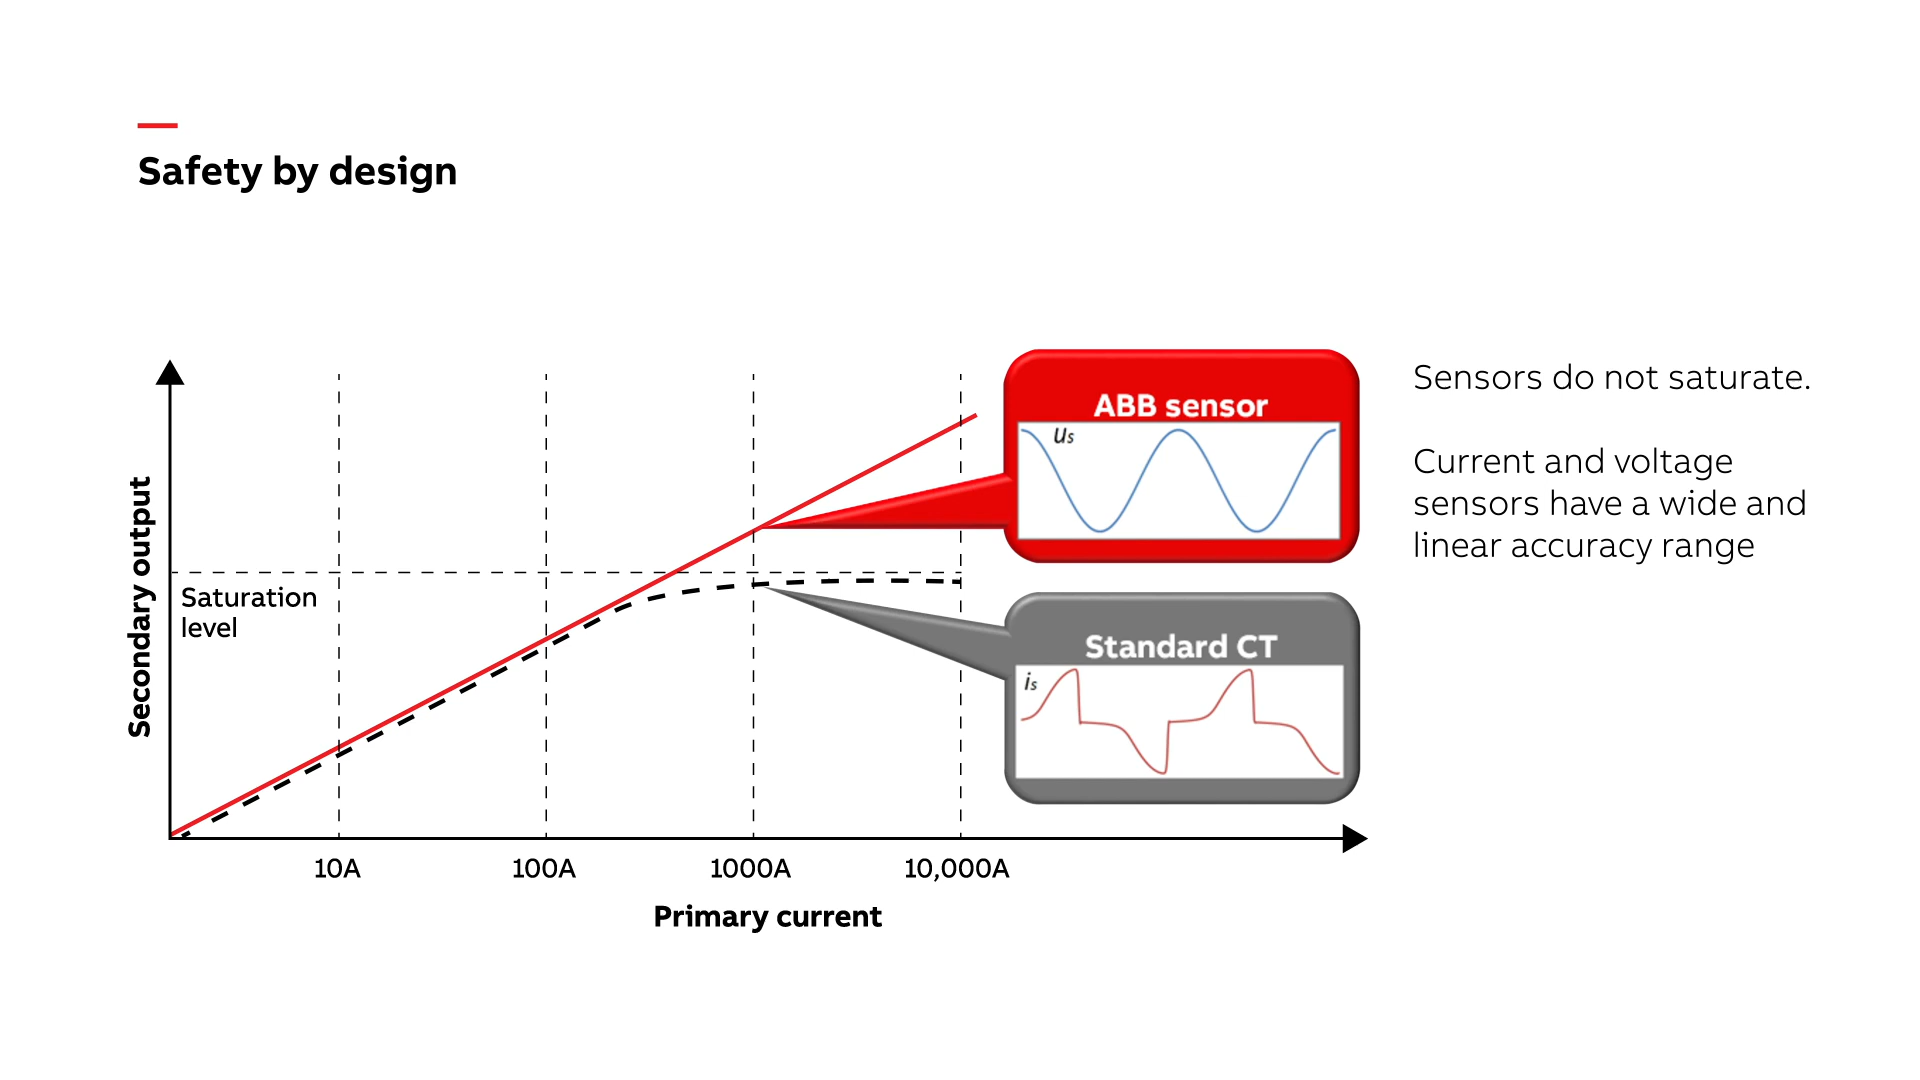 Safety by design
Secondary output
Saturation
level
ABB sensor
us
Standard CT
is
10A
100A
1000A
10,000A
Primary current
Sensors do not saturate.
Current and voltage
sensors have a wide and
linear accuracy range